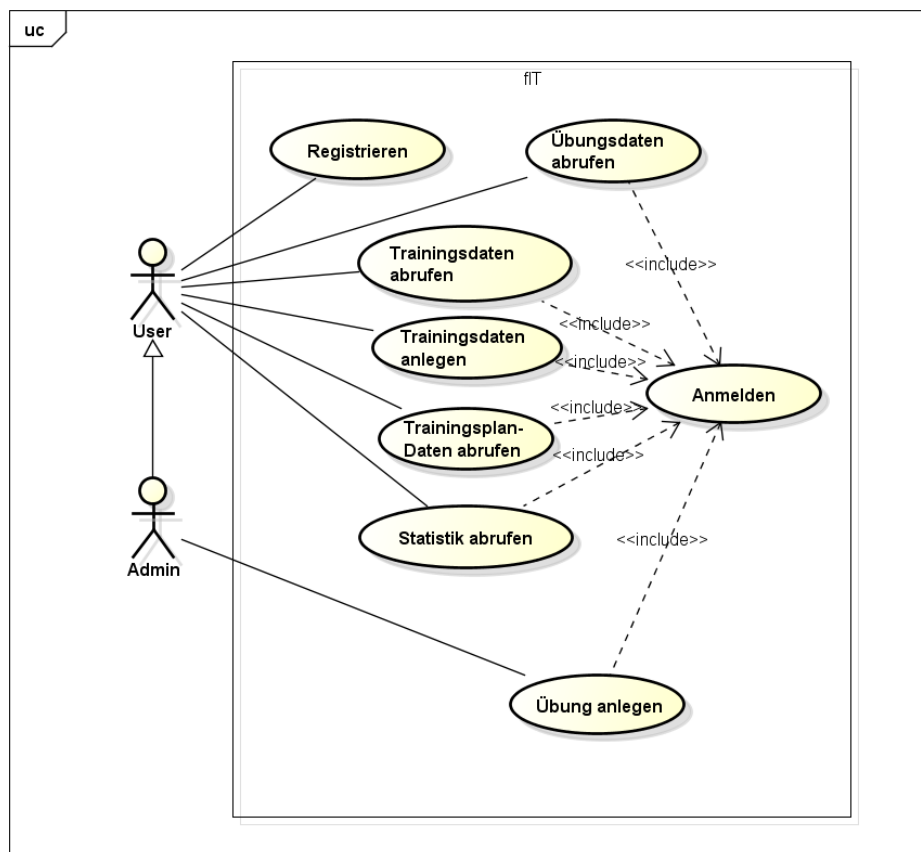 uc
fIT
Registrieren
Übungsdaten
abrufen
<<include>>
Trainingsdaten
abrufen
<<include>>
User
Trainingsdaten
anlegen
<<include>>
Anmelden
Trainingsplan-
Daten abrufen
<<include>>
<<include>>
Statistik abrufen
<<include>>
Admin
Übung anlegen